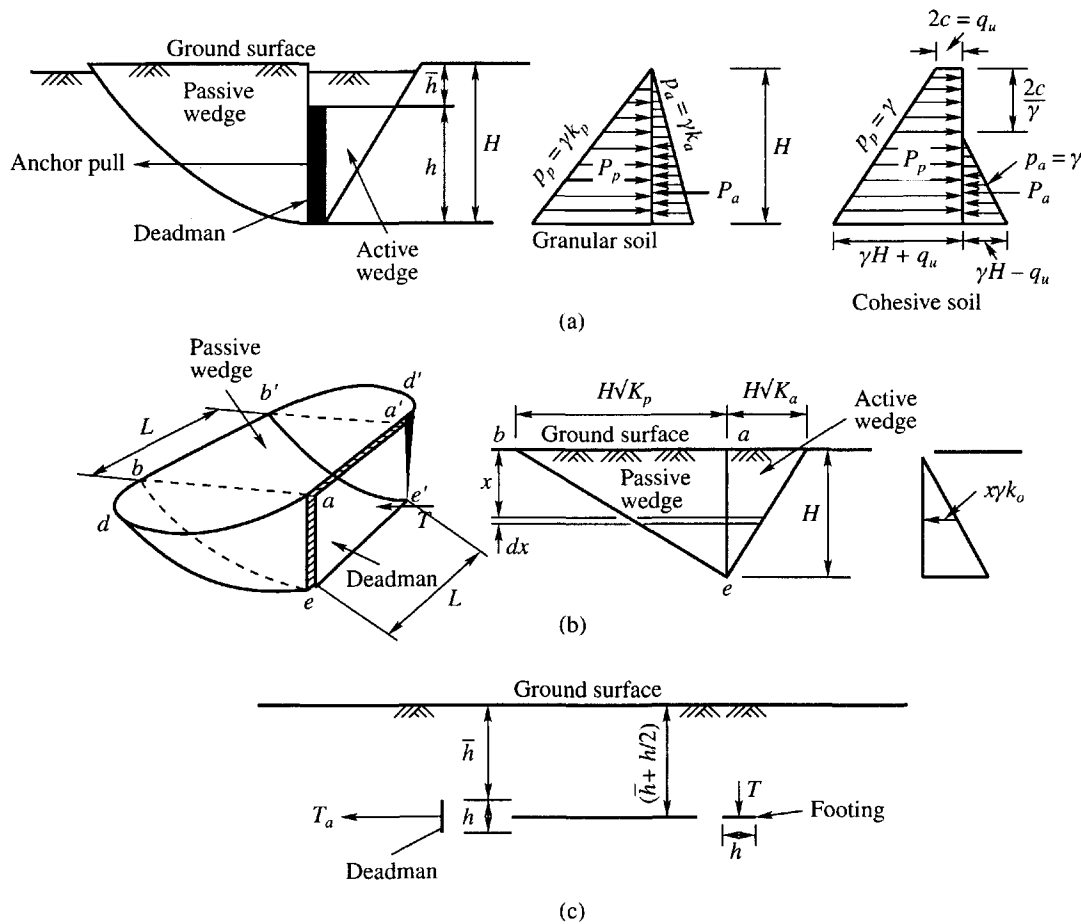 2c = q_u
Ground surface
Passive
wedge
h̄
H
h
Anchor pull
Deadman
Active
wedge
p_p = γk_p
p_a = γk_a
P_p
P_a
H
Granular soil
2c/γ
p_p = γ
P_p
p_a = γ
P_a
γH + q_u
γH − q_u
Cohesive soil
(a)
Passive
wedge
b'
d'
a'
L
b
a
d
e'
T
Deadman
L
e
H√K_p
H√K_a
Active
wedge
b
Ground surface
a
Passive
wedge
x
H
dx
e
xγk_o
(b)
Ground surface
h̄
(h̄ + h/2)
T
T_a
h
Footing
h
Deadman
(c)